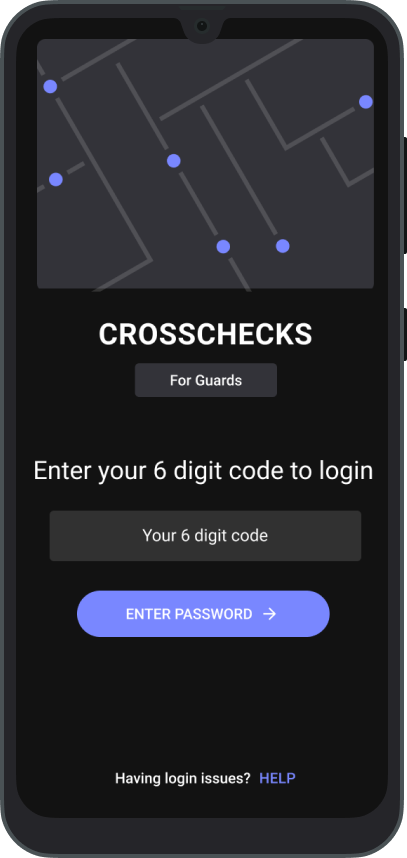 CROSSCHECKS
For Guards
Enter your 6 digit code to login
Your 6 digit code
ENTER PASSWORD →
Having login issues? HELP